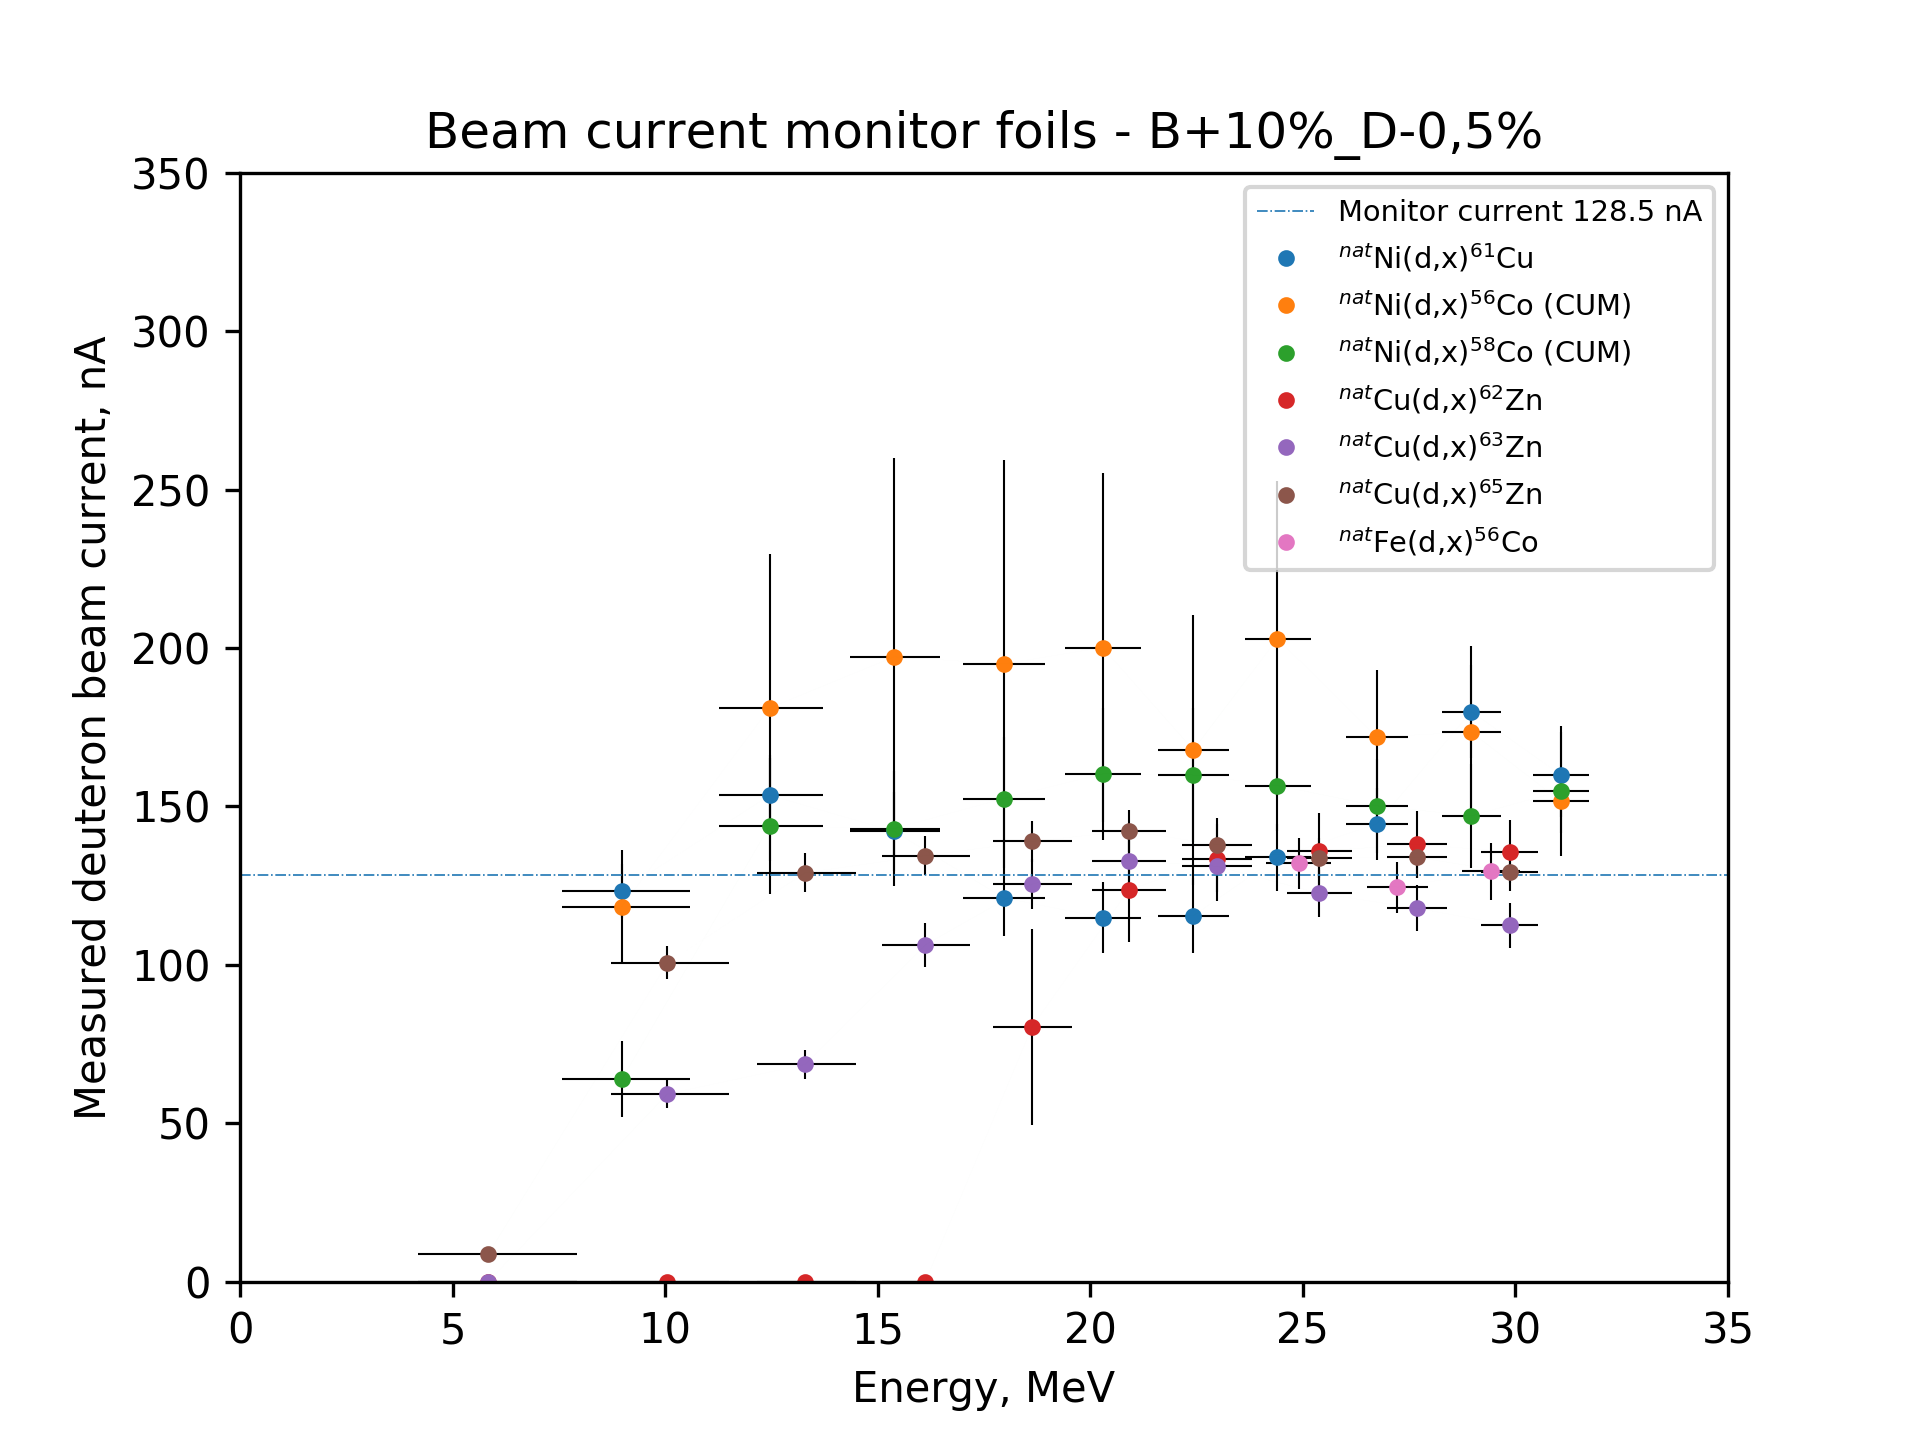 Beam current monitor foils - B+10%_D-0,5%
Measured deuteron beam current, nA
350
300
250
200
150
100
50
0
Monitor current 128.5 nA
natNi(d,x)61Cu
natNi(d,x)56Co (CUM)
natNi(d,x)58Co (CUM)
natCu(d,x)62Zn
natCu(d,x)63Zn
natCu(d,x)65Zn
natFe(d,x)56Co
0 5 10 15 20 25 30 35
Energy, MeV